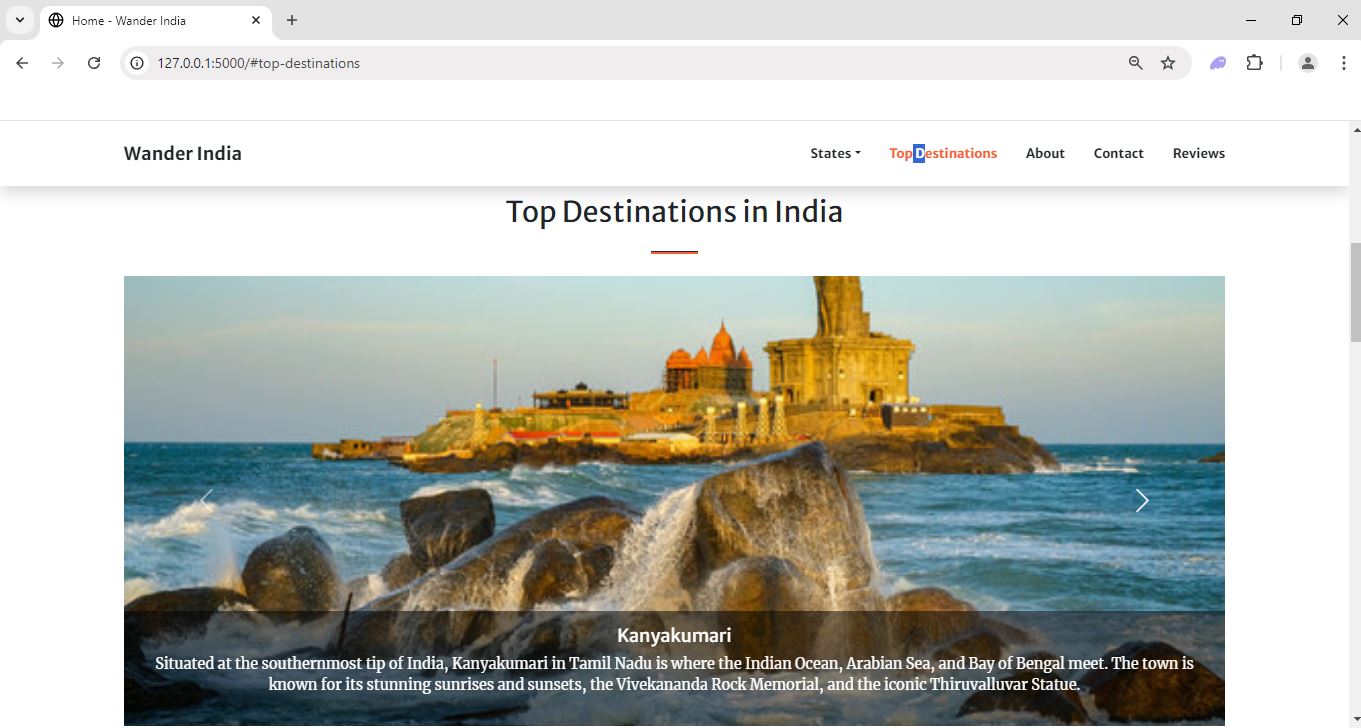 Home - Wander India
127.0.0.1:5000/#top-destinations
Wander India
States
Top Destinations
About
Contact
Reviews
Top Destinations in India
Kanyakumari
Situated at the southernmost tip of India, Kanyakumari in Tamil Nadu is where the Indian Ocean, Arabian Sea, and Bay of Bengal meet. The town is
known for its stunning sunrises and sunsets, the Vivekananda Rock Memorial, and the iconic Thiruvalluvar Statue.